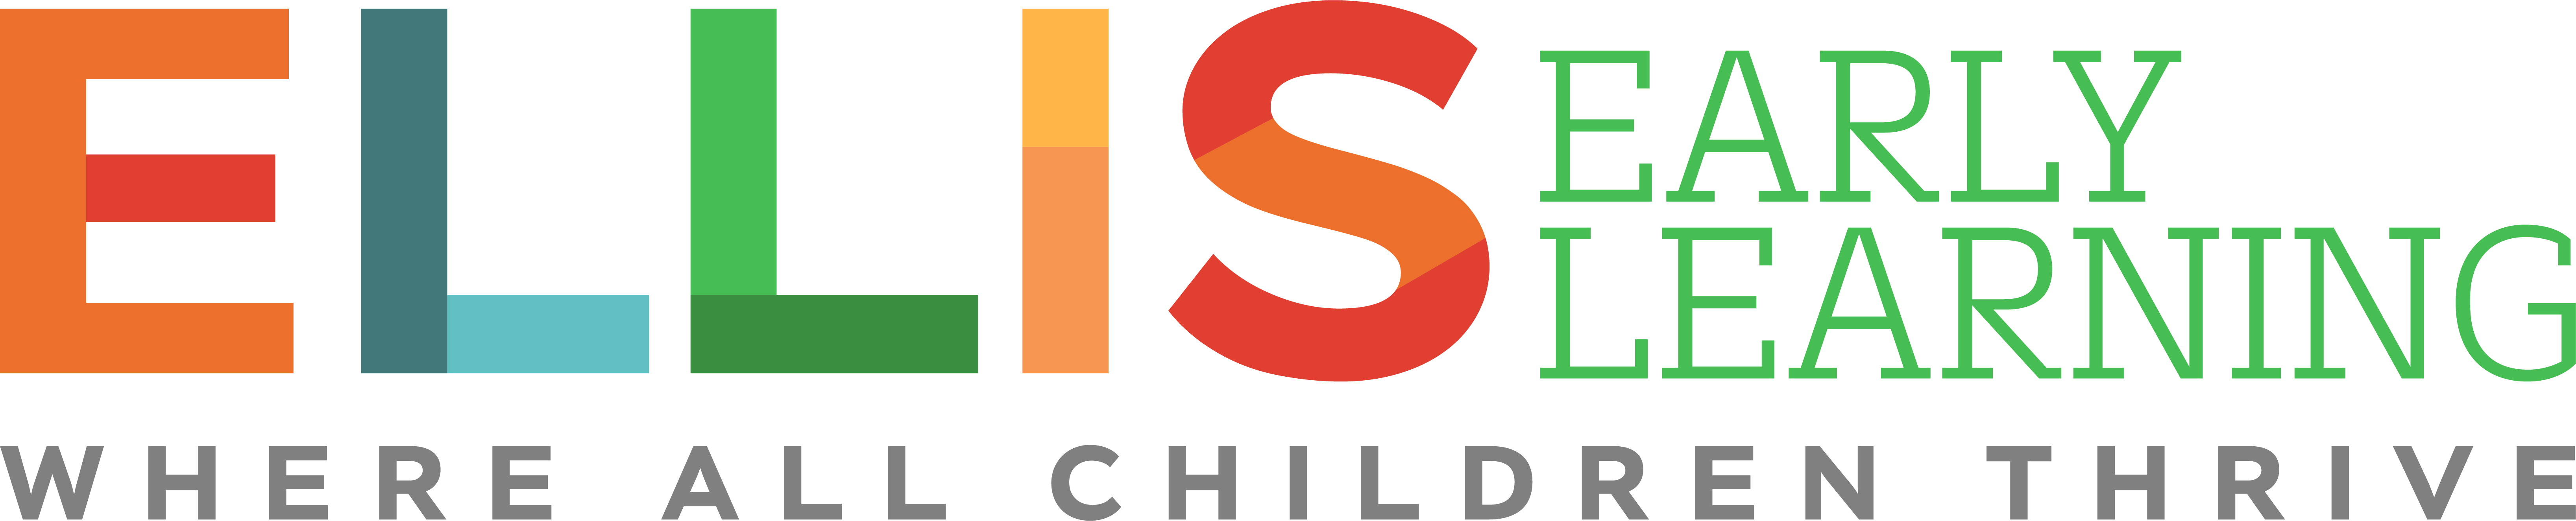 ELLIS
EARLY
LEARNING
WHERE ALL CHILDREN THRIVE